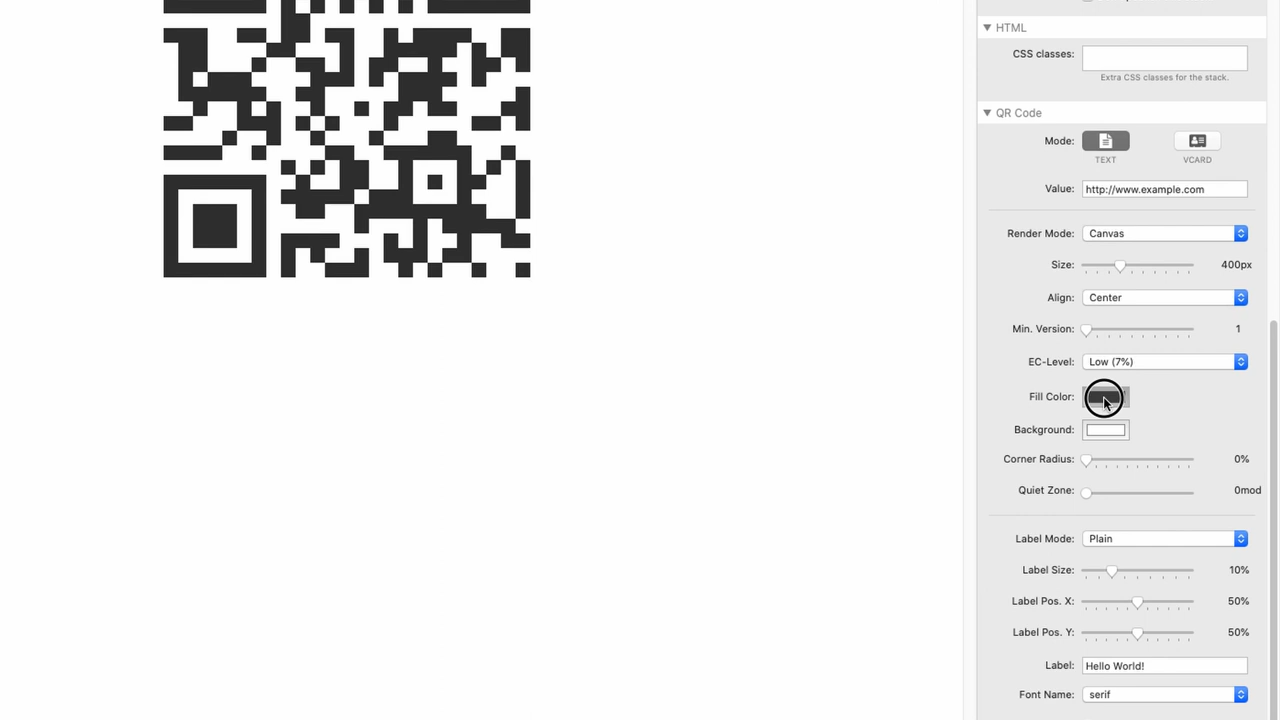 HTML
CSS classes:
Extra CSS classes for the stack.
QR Code
Mode:
TEXT VCARD
Value: http://www.example.com
Render Mode: Canvas
Size: 400px
Align: Center
Min. Version: 1
EC-Level: Low (7%)
Fill Color:
Background:
Corner Radius: 0%
Quiet Zone: 0mod
Label Mode: Plain
Label Size: 10%
Label Pos. X: 50%
Label Pos. Y: 50%
Label: Hello World!
Font Name: serif